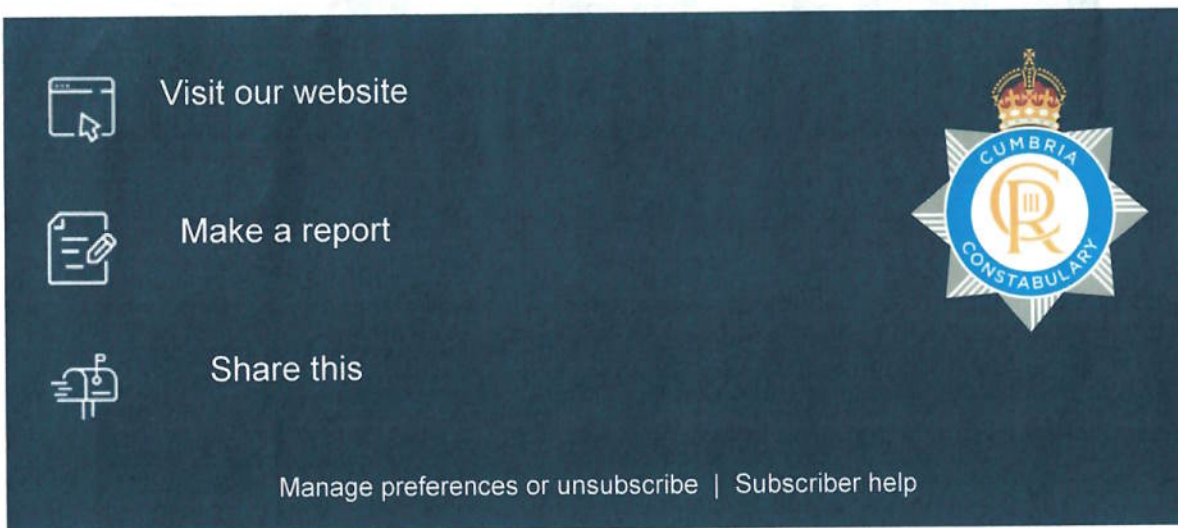 Visit our website
Make a report
Share this
CUMBRIA
CR III
CONSTABULARY
Manage preferences or unsubscribe | Subscriber help